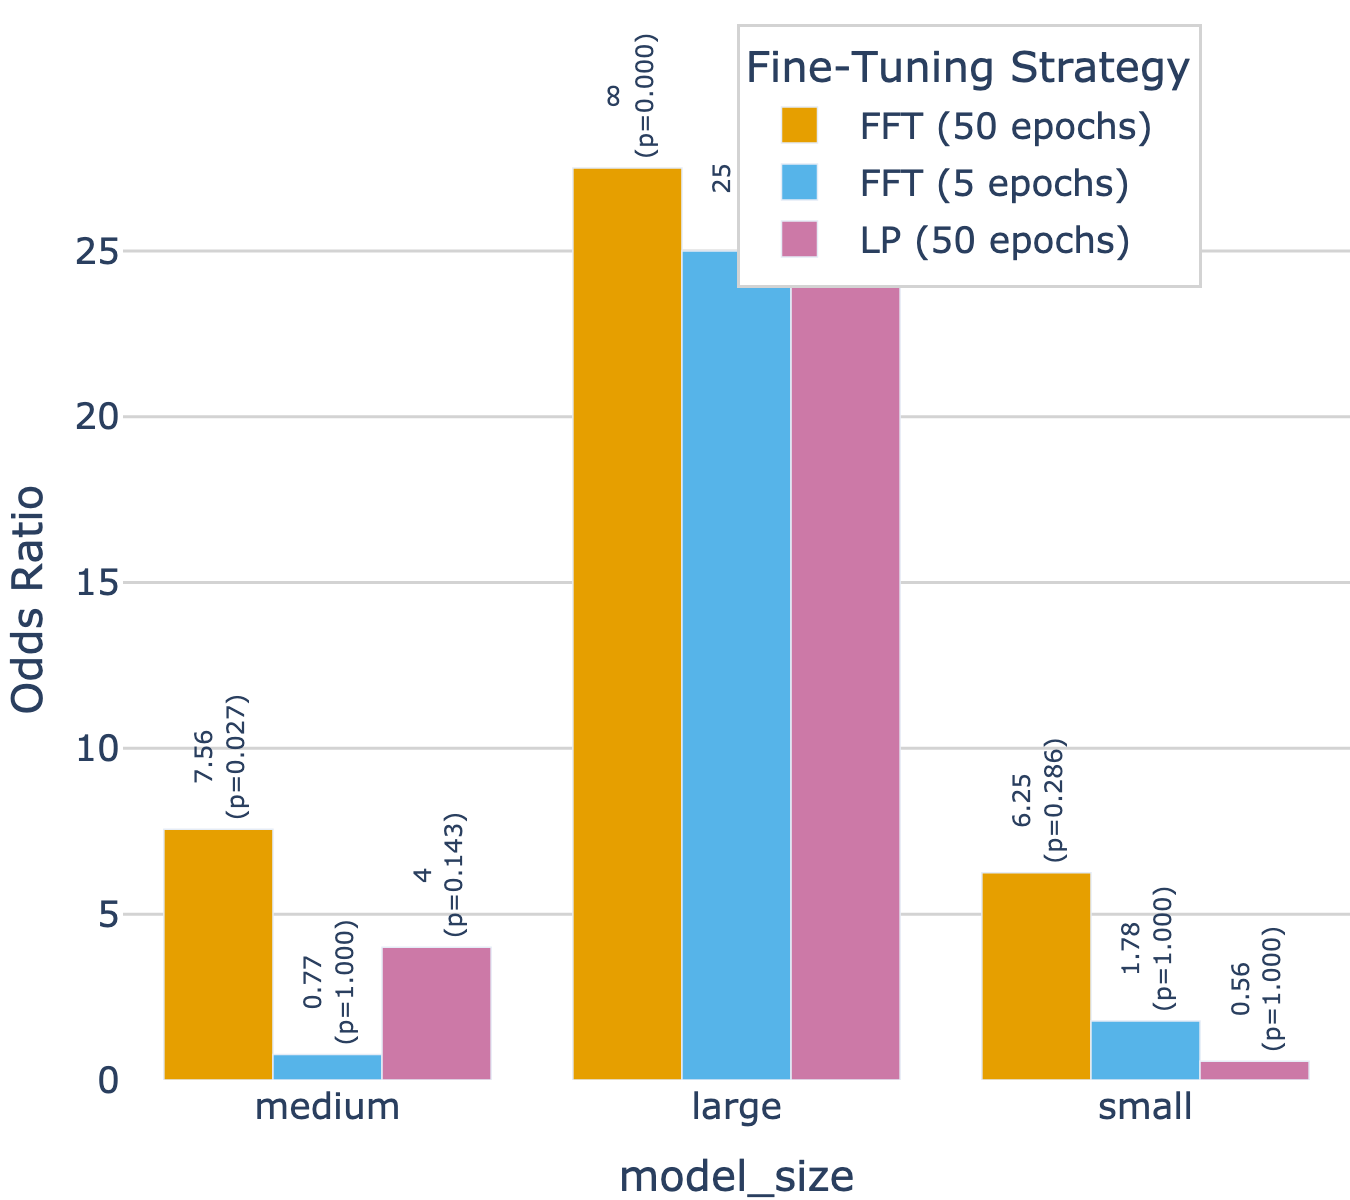 Fine-Tuning Strategy
FFT (50 epochs)
FFT (5 epochs)
LP (50 epochs)
Odds Ratio
25
20
15
10
5
0
7.56
(p=0.027)
0.77
(p=1.000)
4
(p=0.143)
∞
(p=0.000)
25
6.25
(p=0.286)
1.78
(p=1.000)
0.56
(p=1.000)
medium
large
small
model_size